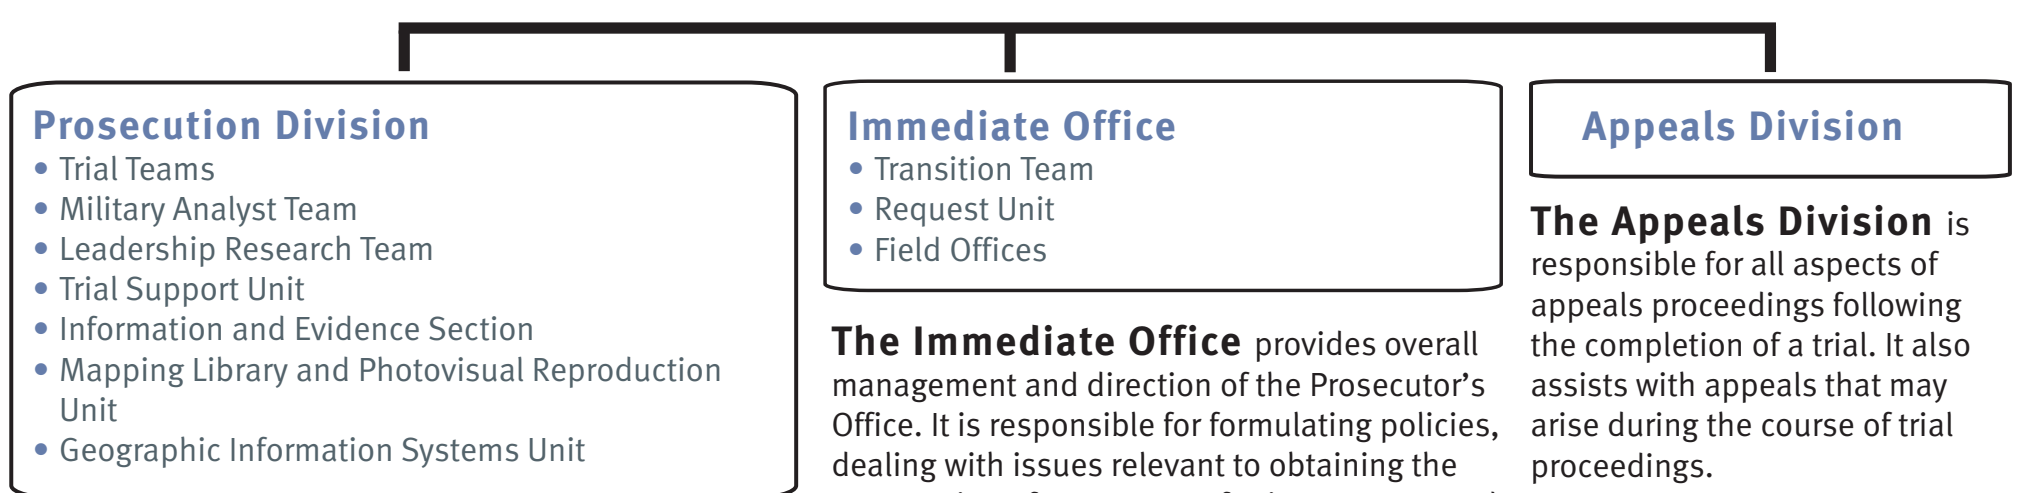 Prosecution Division
• Trial Teams
• Military Analyst Team
• Leadership Research Team
• Trial Support Unit
• Information and Evidence Section
• Mapping Library and Photovisual Reproduction
Unit
• Geographic Information Systems Unit
Immediate Office
• Transition Team
• Request Unit
• Field Offices
The Immediate Office provides overall
management and direction of the Prosecutor’s
Office. It is responsible for formulating policies,
dealing with issues relevant to obtaining the
Appeals Division
The Appeals Division is
responsible for all aspects of
appeals proceedings following
the completion of a trial. It also
assists with appeals that may
arise during the course of trial
proceedings.